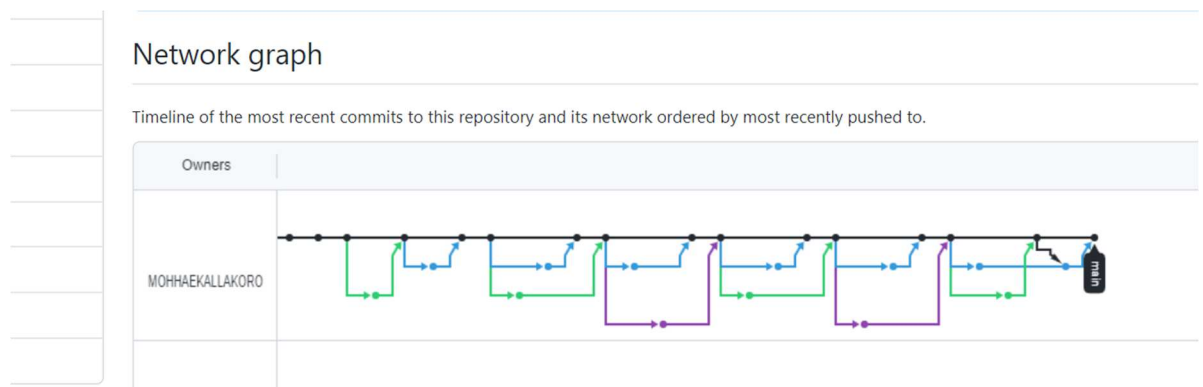 Network graph
Timeline of the most recent commits to this repository and its network ordered by most recently pushed to.
Owners
MOHHAEKALLAKORO
main